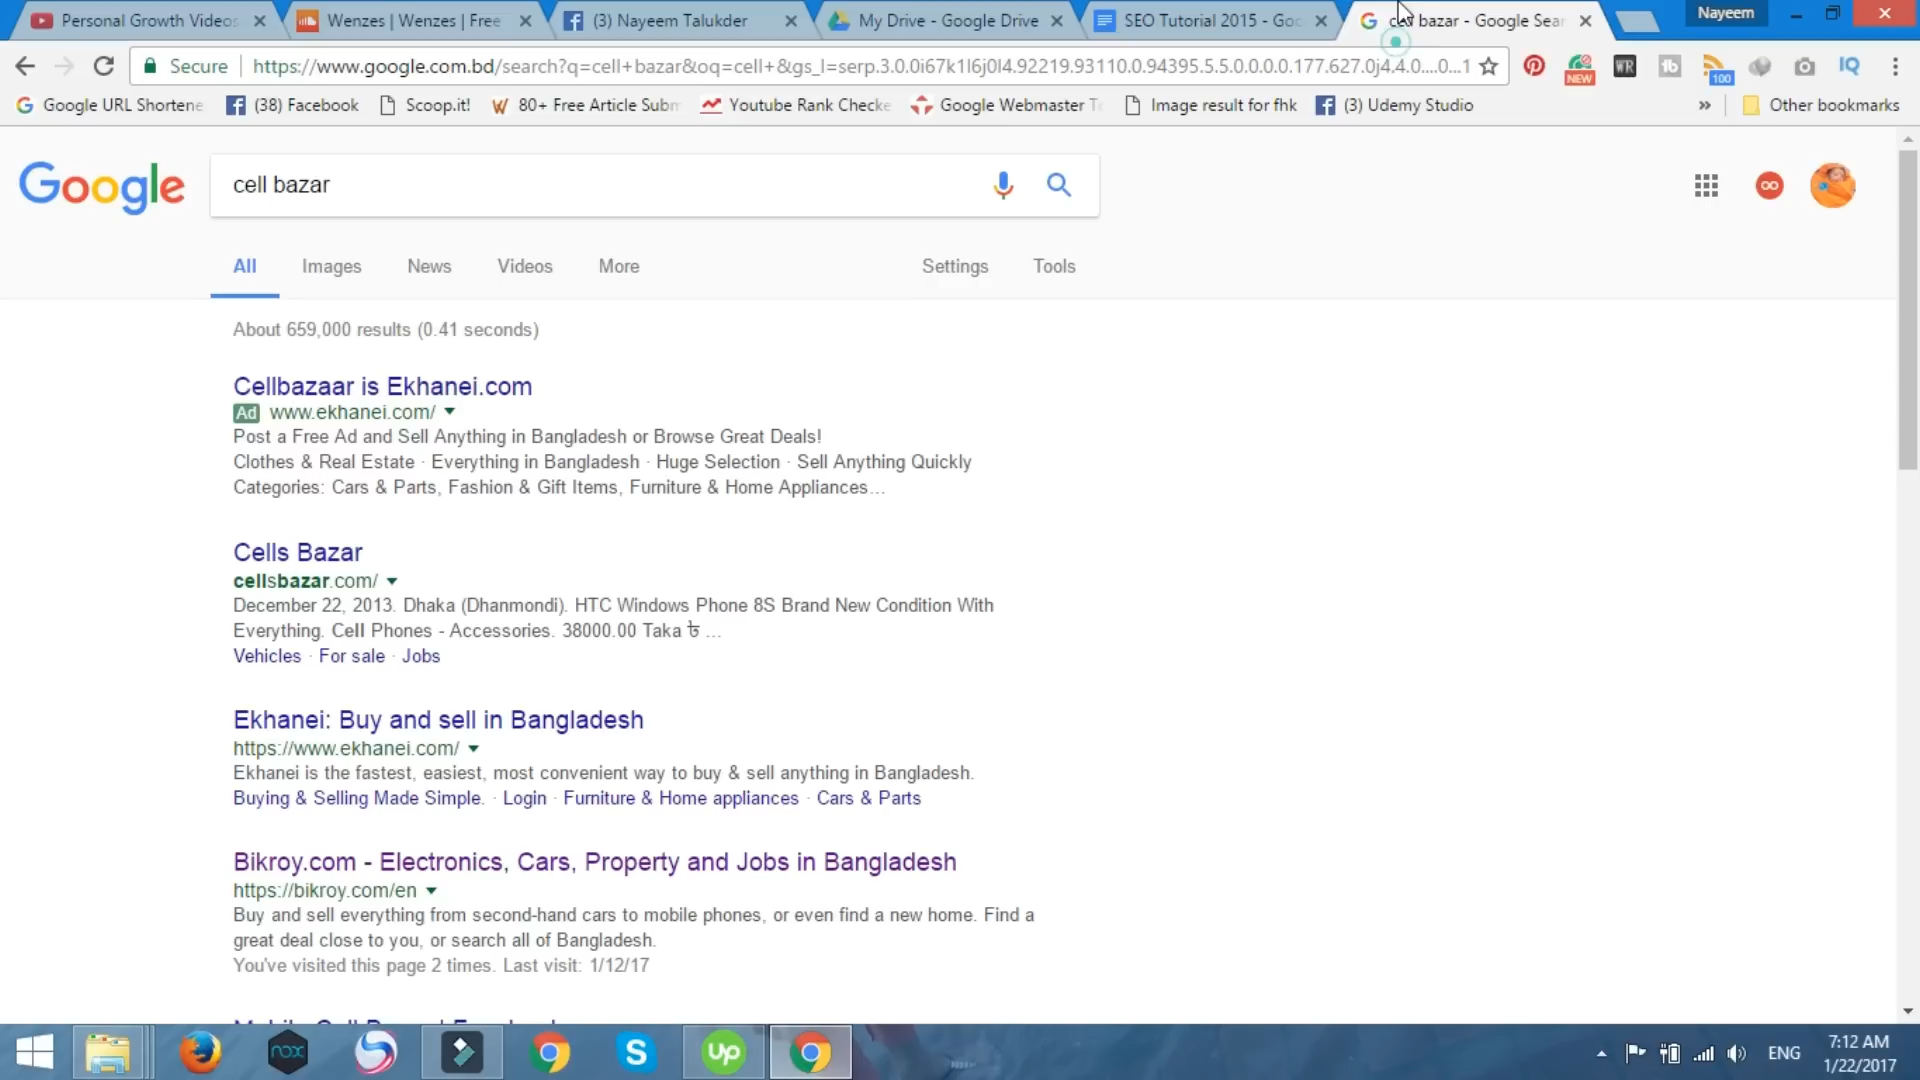 Personal Growth Videos
Wenzes | Wenzes | Free
(3) Nayeem Talukder
My Drive - Google Drive
SEO Tutorial 2015 - Goo
bazar - Google Sear
Nayeem
Secure
https://www.google.com.bd/search?q=cell+bazar&oq=cell+&gs_l=serp.3.0.0i67k1l6j0l4.92219.93110.0.94395.5.5.0.0.0.0.177.627.0j4.4.0....0...1
NEW
WR
tb
100
IQ
Google URL Shortene
(38) Facebook
Scoop.it!
80+ Free Article Subm
Youtube Rank Checke
Google Webmaster T
Image result for fhk
(3) Udemy Studio
»
Other bookmarks
Google
cell bazar
All
Images
News
Videos
More
Settings
Tools
About 659,000 results (0.41 seconds)
Cellbazaar is Ekhanei.com
Ad www.ekhanei.com/
Post a Free Ad and Sell Anything in Bangladesh or Browse Great Deals!
Clothes & Real Estate · Everything in Bangladesh · Huge Selection · Sell Anything Quickly
Categories: Cars & Parts, Fashion & Gift Items, Furniture & Home Appliances…
Cells Bazar
cellsbazar.com/
December 22, 2013. Dhaka (Dhanmondi). HTC Windows Phone 8S Brand New Condition With
Everything. Cell Phones - Accessories. 38000.00 Taka ৳ ...
Vehicles · For sale · Jobs
Ekhanei: Buy and sell in Bangladesh
https://www.ekhanei.com/
Ekhanei is the fastest, easiest, most convenient way to buy & sell anything in Bangladesh.
Buying & Selling Made Simple. · Login · Furniture & Home appliances · Cars & Parts
Bikroy.com - Electronics, Cars, Property and Jobs in Bangladesh
https://bikroy.com/en
Buy and sell everything from second-hand cars to mobile phones, or even find a new home. Find a
great deal close to you, or search all of Bangladesh.
You've visited this page 2 times. Last visit: 1/12/17
nox
S
Up
ENG
7:12 AM
1/22/2017